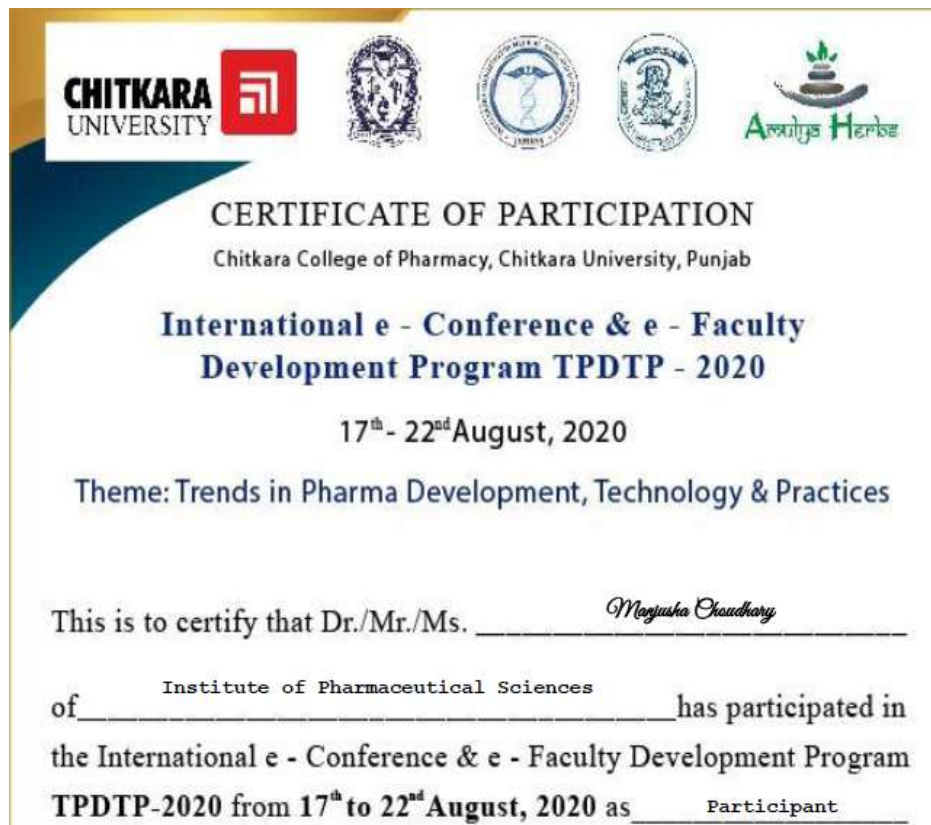 CHITKARA
UNIVERSITY
Amulya Herbs
CERTIFICATE OF PARTICIPATION
Chitkara College of Pharmacy, Chitkara University, Punjab
International e - Conference & e - Faculty
Development Program TPDTP - 2020
17th - 22nd August, 2020
Theme: Trends in Pharma Development, Technology & Practices
This is to certify that Dr./Mr./Ms. Manjusha Choudhary
of Institute of Pharmaceutical Sciences has participated in
the International e - Conference & e - Faculty Development Program
TPDTP-2020 from 17th to 22nd August, 2020 as Participant